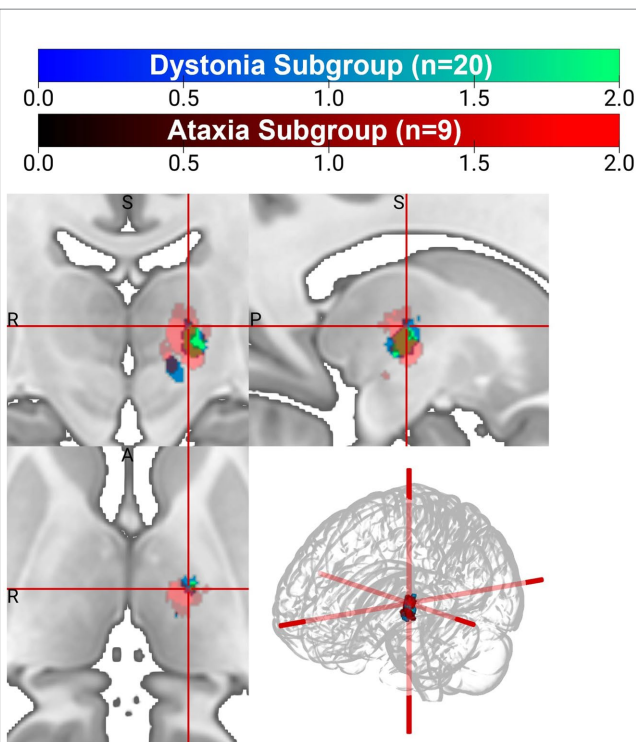 Dystonia Subgroup (n=20)
0.0 0.5 1.0 1.5 2.0
Ataxia Subgroup (n=9)
0.0 0.5 1.0 1.5 2.0
S S
R P
A
R